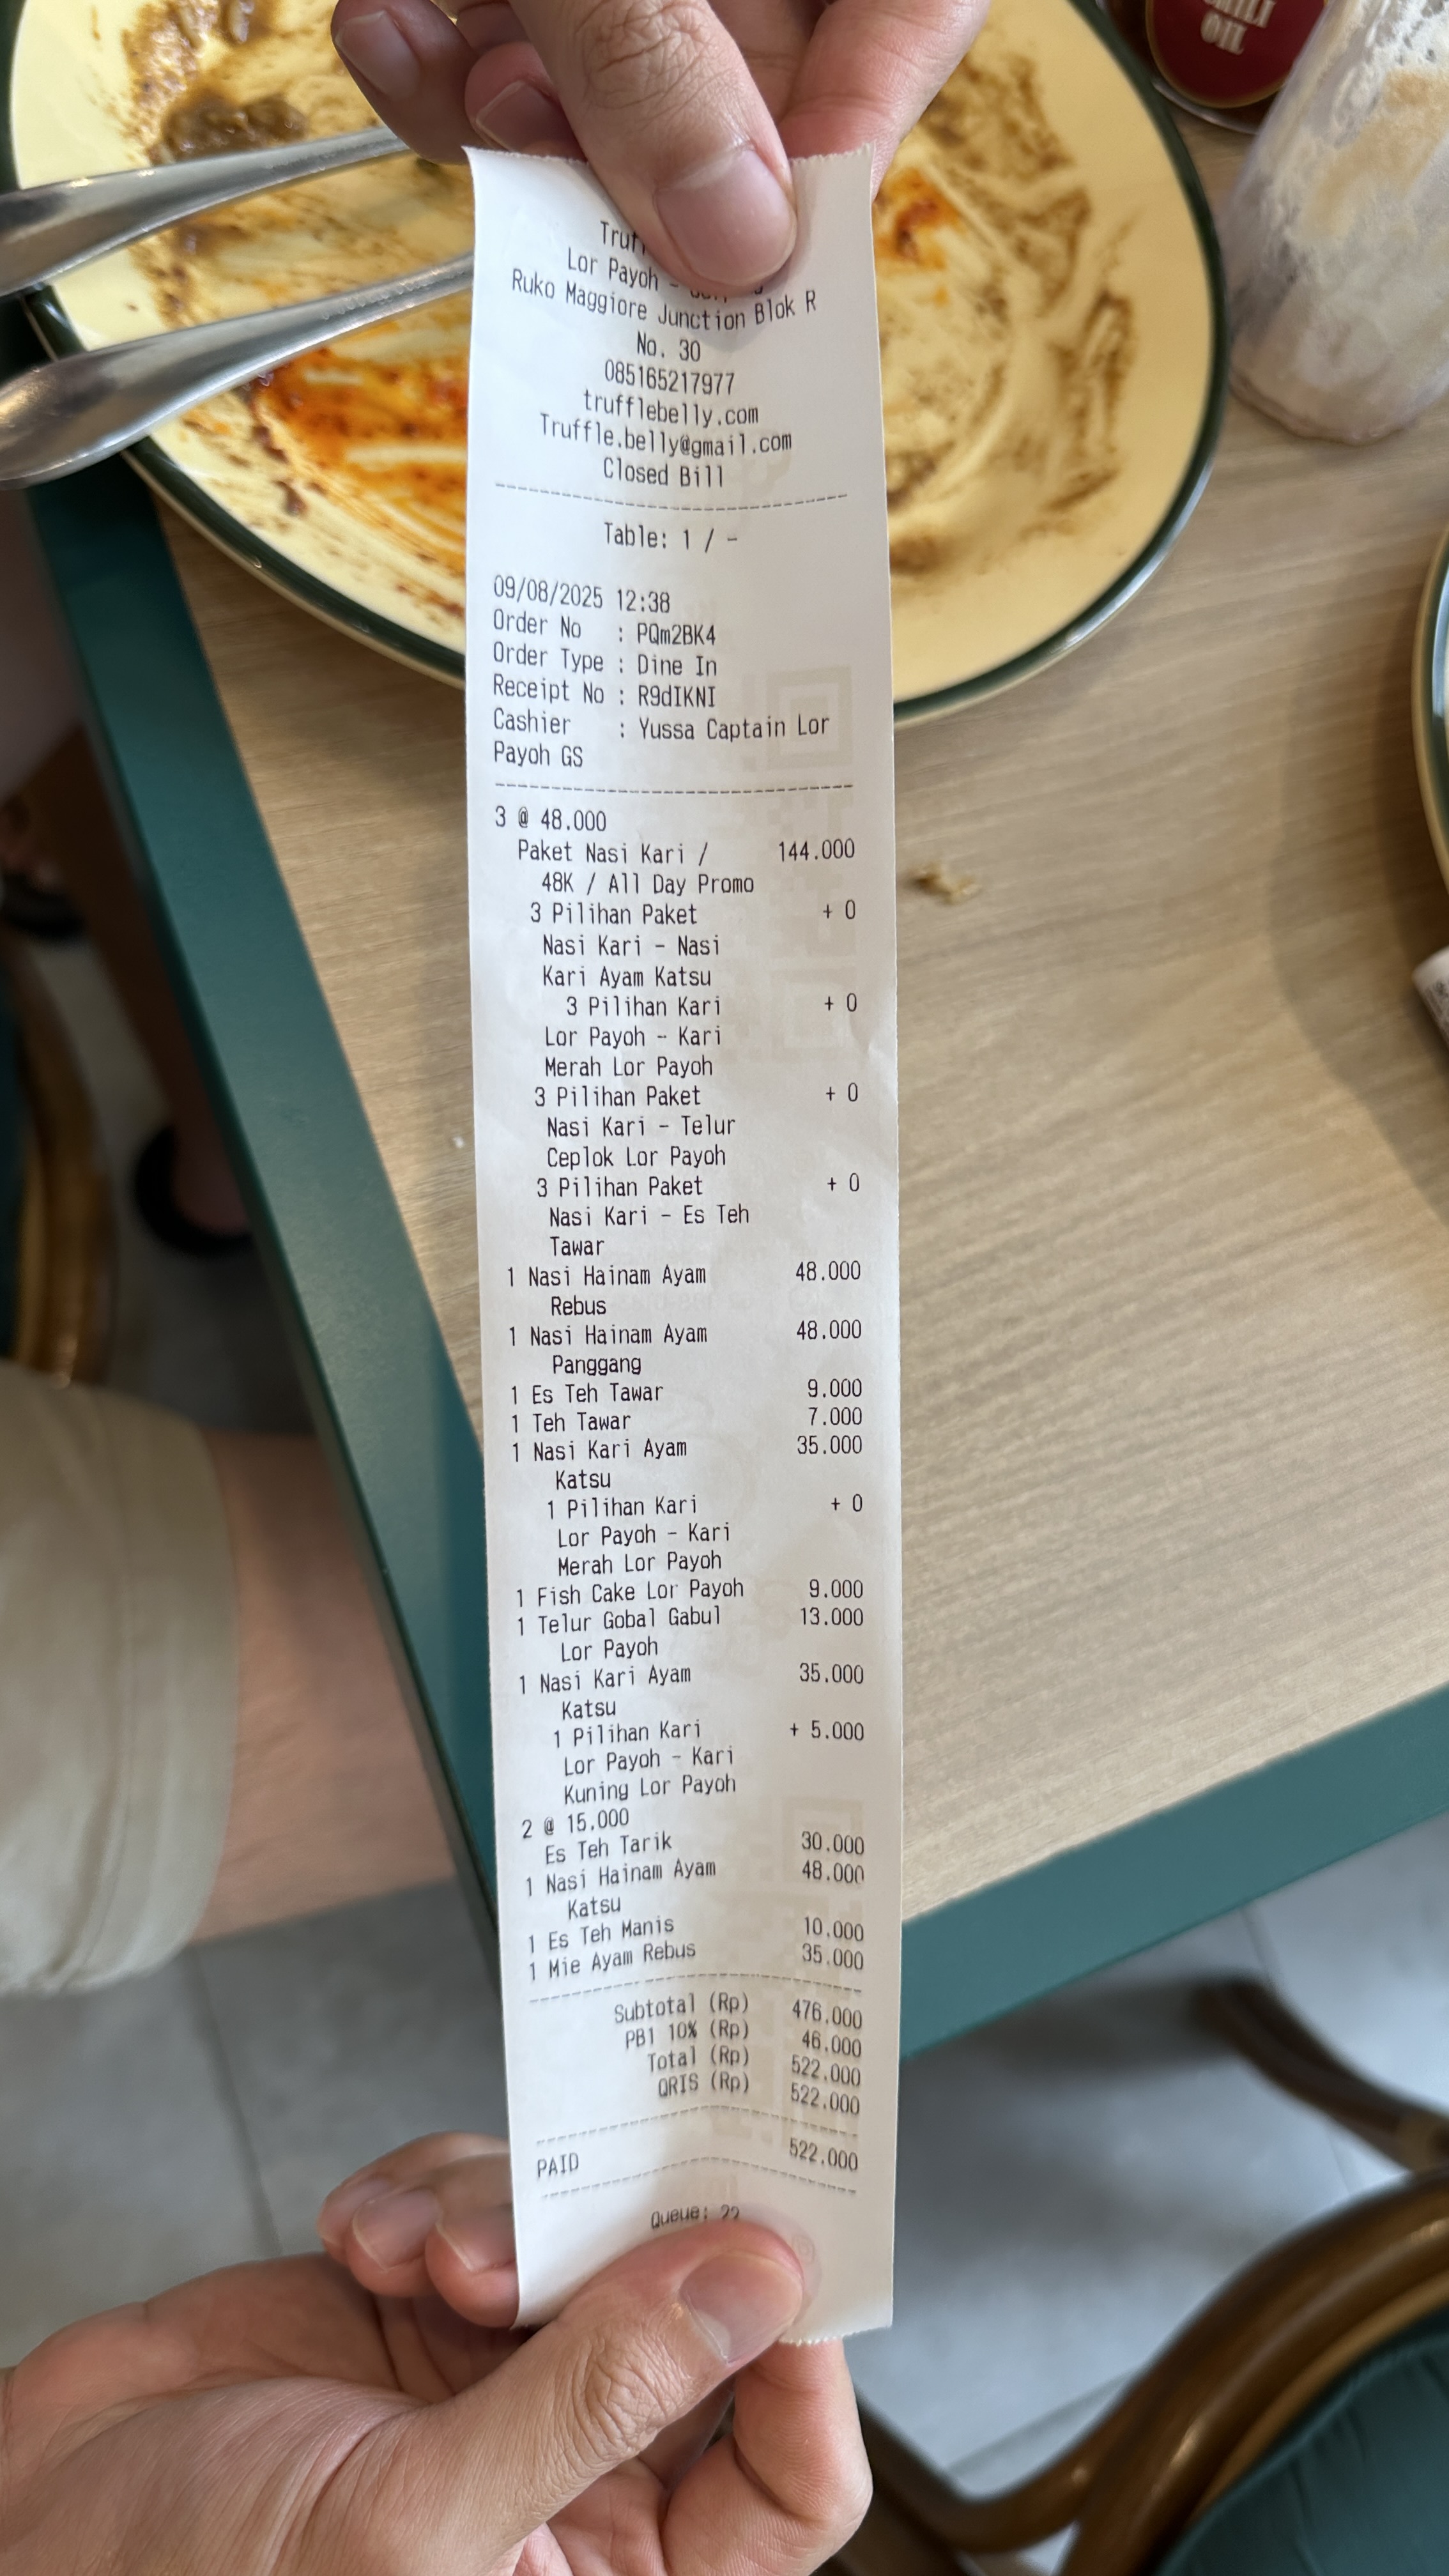 CHILI
OIL
Lor Payoh -
Ruko Maggiore Junction Blok R
No. 30
085165217977
trufflebelly.com
Truffle.belly@gmail.com
Closed Bill
Table: 1 / -
09/08/2025 12:38
Order No : PQm2BK4
Order Type : Dine In
Receipt No : R9dIKNI
Cashier : Yussa Captain Lor
Payoh GS
3 @ 48.000
Paket Nasi Kari / 144.000
48K / All Day Promo
3 Pilihan Paket + 0
Nasi Kari - Nasi
Kari Ayam Katsu
3 Pilihan Kari + 0
Lor Payoh - Kari
Merah Lor Payoh
3 Pilihan Paket + 0
Nasi Kari - Telur
Ceplok Lor Payoh
3 Pilihan Paket + 0
Nasi Kari - Es Teh
Tawar
1 Nasi Hainam Ayam 48.000
Rebus
1 Nasi Hainam Ayam 48.000
Panggang
1 Es Teh Tawar 9.000
1 Teh Tawar 7.000
1 Nasi Kari Ayam 35.000
Katsu
1 Pilihan Kari + 0
Lor Payoh - Kari
Merah Lor Payoh
1 Fish Cake Lor Payoh 9.000
1 Telur Gobal Gabul 13.000
Lor Payoh
1 Nasi Kari Ayam 35.000
Katsu
1 Pilihan Kari + 5.000
Lor Payoh - Kari
Kuning Lor Payoh
2 @ 15.000
Es Teh Tarik 30.000
1 Nasi Hainam Ayam 48.000
Katsu
1 Es Teh Manis 10.000
1 Mie Ayam Rebus 35.000
Subtotal (Rp) 476.000
PB1 10% (Rp) 46.000
Total (Rp) 522.000
QRIS (Rp) 522.000
PAID 522.000
Queue: 22